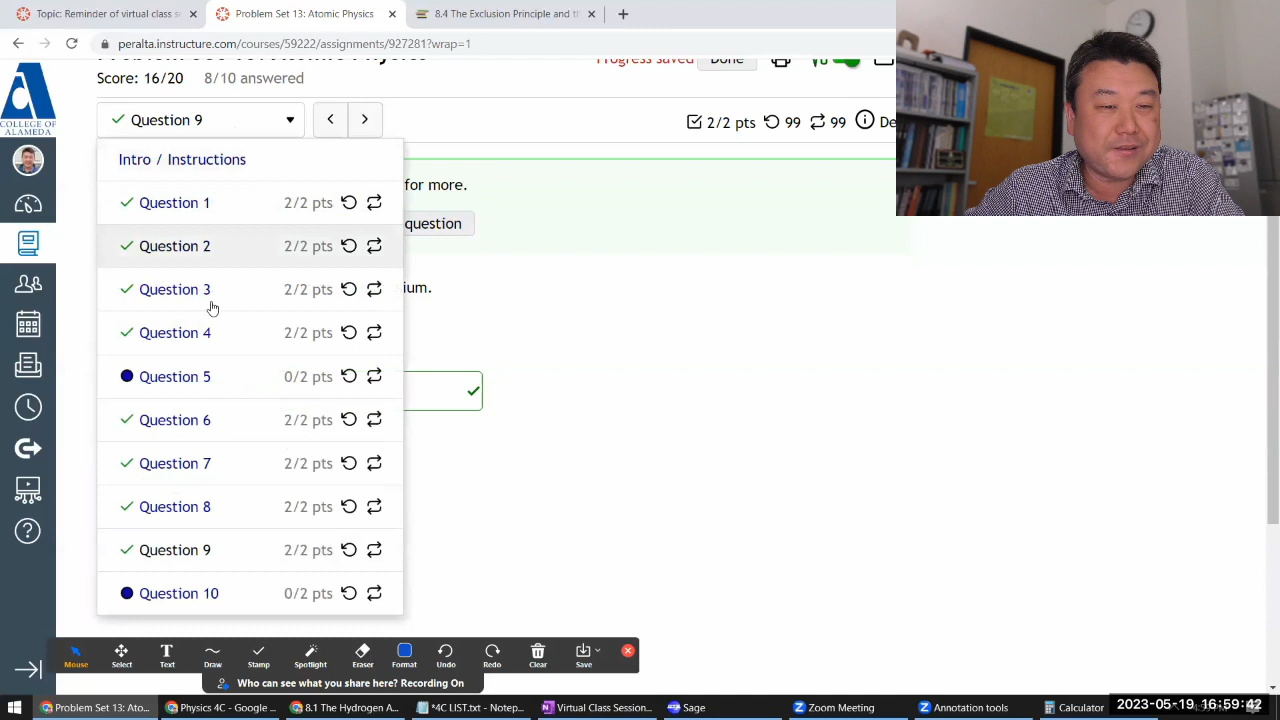 Topic of university
Problem Set 13: Atomic Physics
8.4 The Exclusion Principle and th
peralta.instructure.com/courses/59222/assignments/927281?wrap=1
Progress saved
Done
Score: 16/20 8/10 answered
COLLEGE OF
ALAMEDA
Question 9
2/2 pts 99 99 De
Intro / Instructions
for more.
Question 1 2/2 pts
question
Question 2 2/2 pts
Question 3 2/2 pts
ium.
Question 4 2/2 pts
Question 5 0/2 pts
Question 6 2/2 pts
Question 7 2/2 pts
Question 8 2/2 pts
Question 9 2/2 pts
Question 10 0/2 pts
Mouse Select Text Draw Stamp Spotlight Eraser Format Undo Redo Clear Save
Who can see what you share here? Recording On
Problem Set 13: Ato...
Physics 4C - Google ...
8.1 The Hydrogen A...
*4C LIST.txt - Notep...
Virtual Class Session...
Sage
Zoom Meeting
Annotation tools
Calculator
2023-05-19 16:59:42